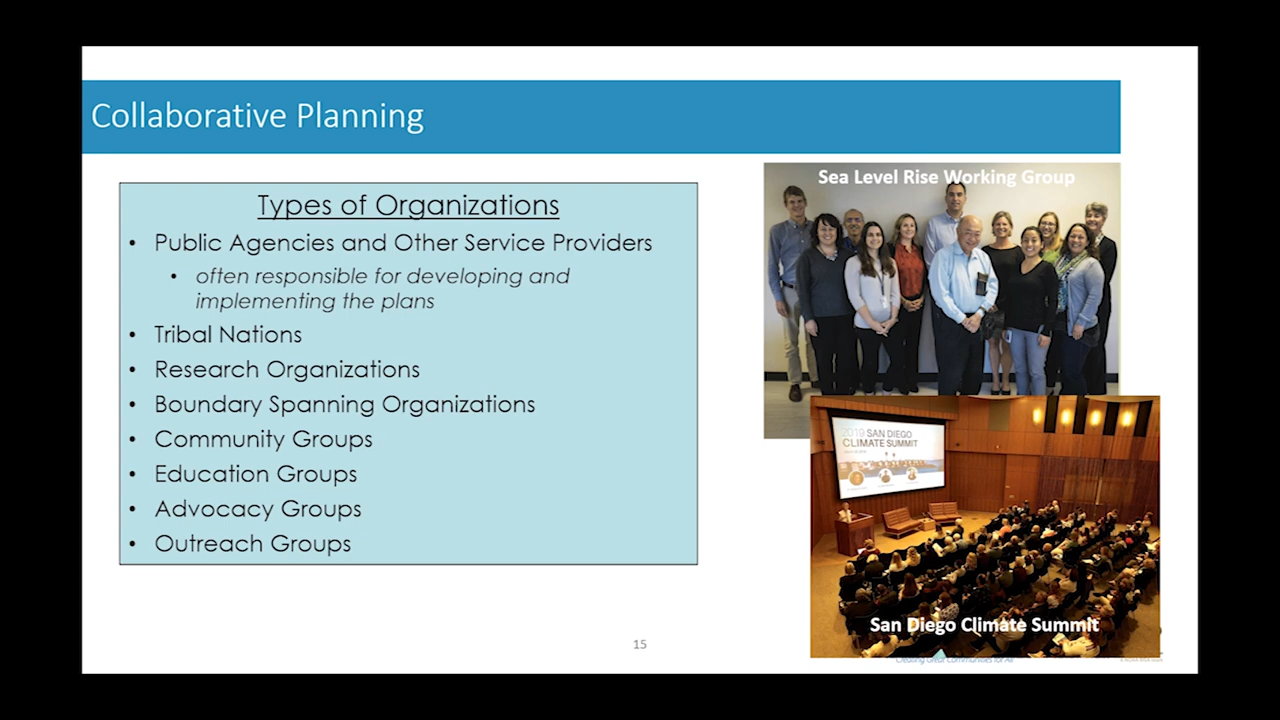 Collaborative Planning
Types of Organizations
• Public Agencies and Other Service Providers
• often responsible for developing and
implementing the plans
• Tribal Nations
• Research Organizations
• Boundary Spanning Organizations
• Community Groups
• Education Groups
• Advocacy Groups
• Outreach Groups
Sea Level Rise Working Group
2019 SAN DIEGO
CLIMATE SUMMIT
San Diego Climate Summit
15
Creating Great Communities for All